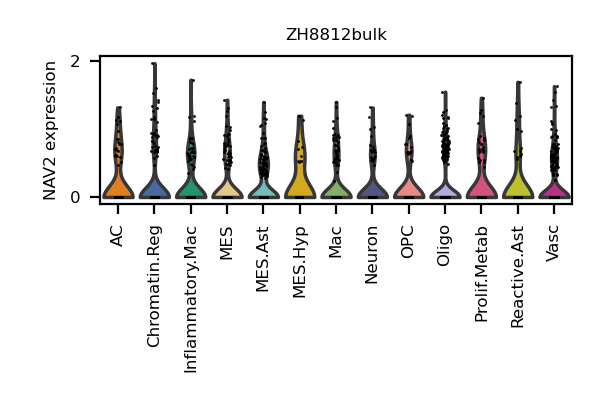 ZH8812bulk
NAV2 expression
2
0
AC
Chromatin.Reg
Inflammatory.Mac
MES
MES.Ast
MES.Hyp
Mac
Neuron
OPC
Oligo
Prolif.Metab
Reactive.Ast
Vasc